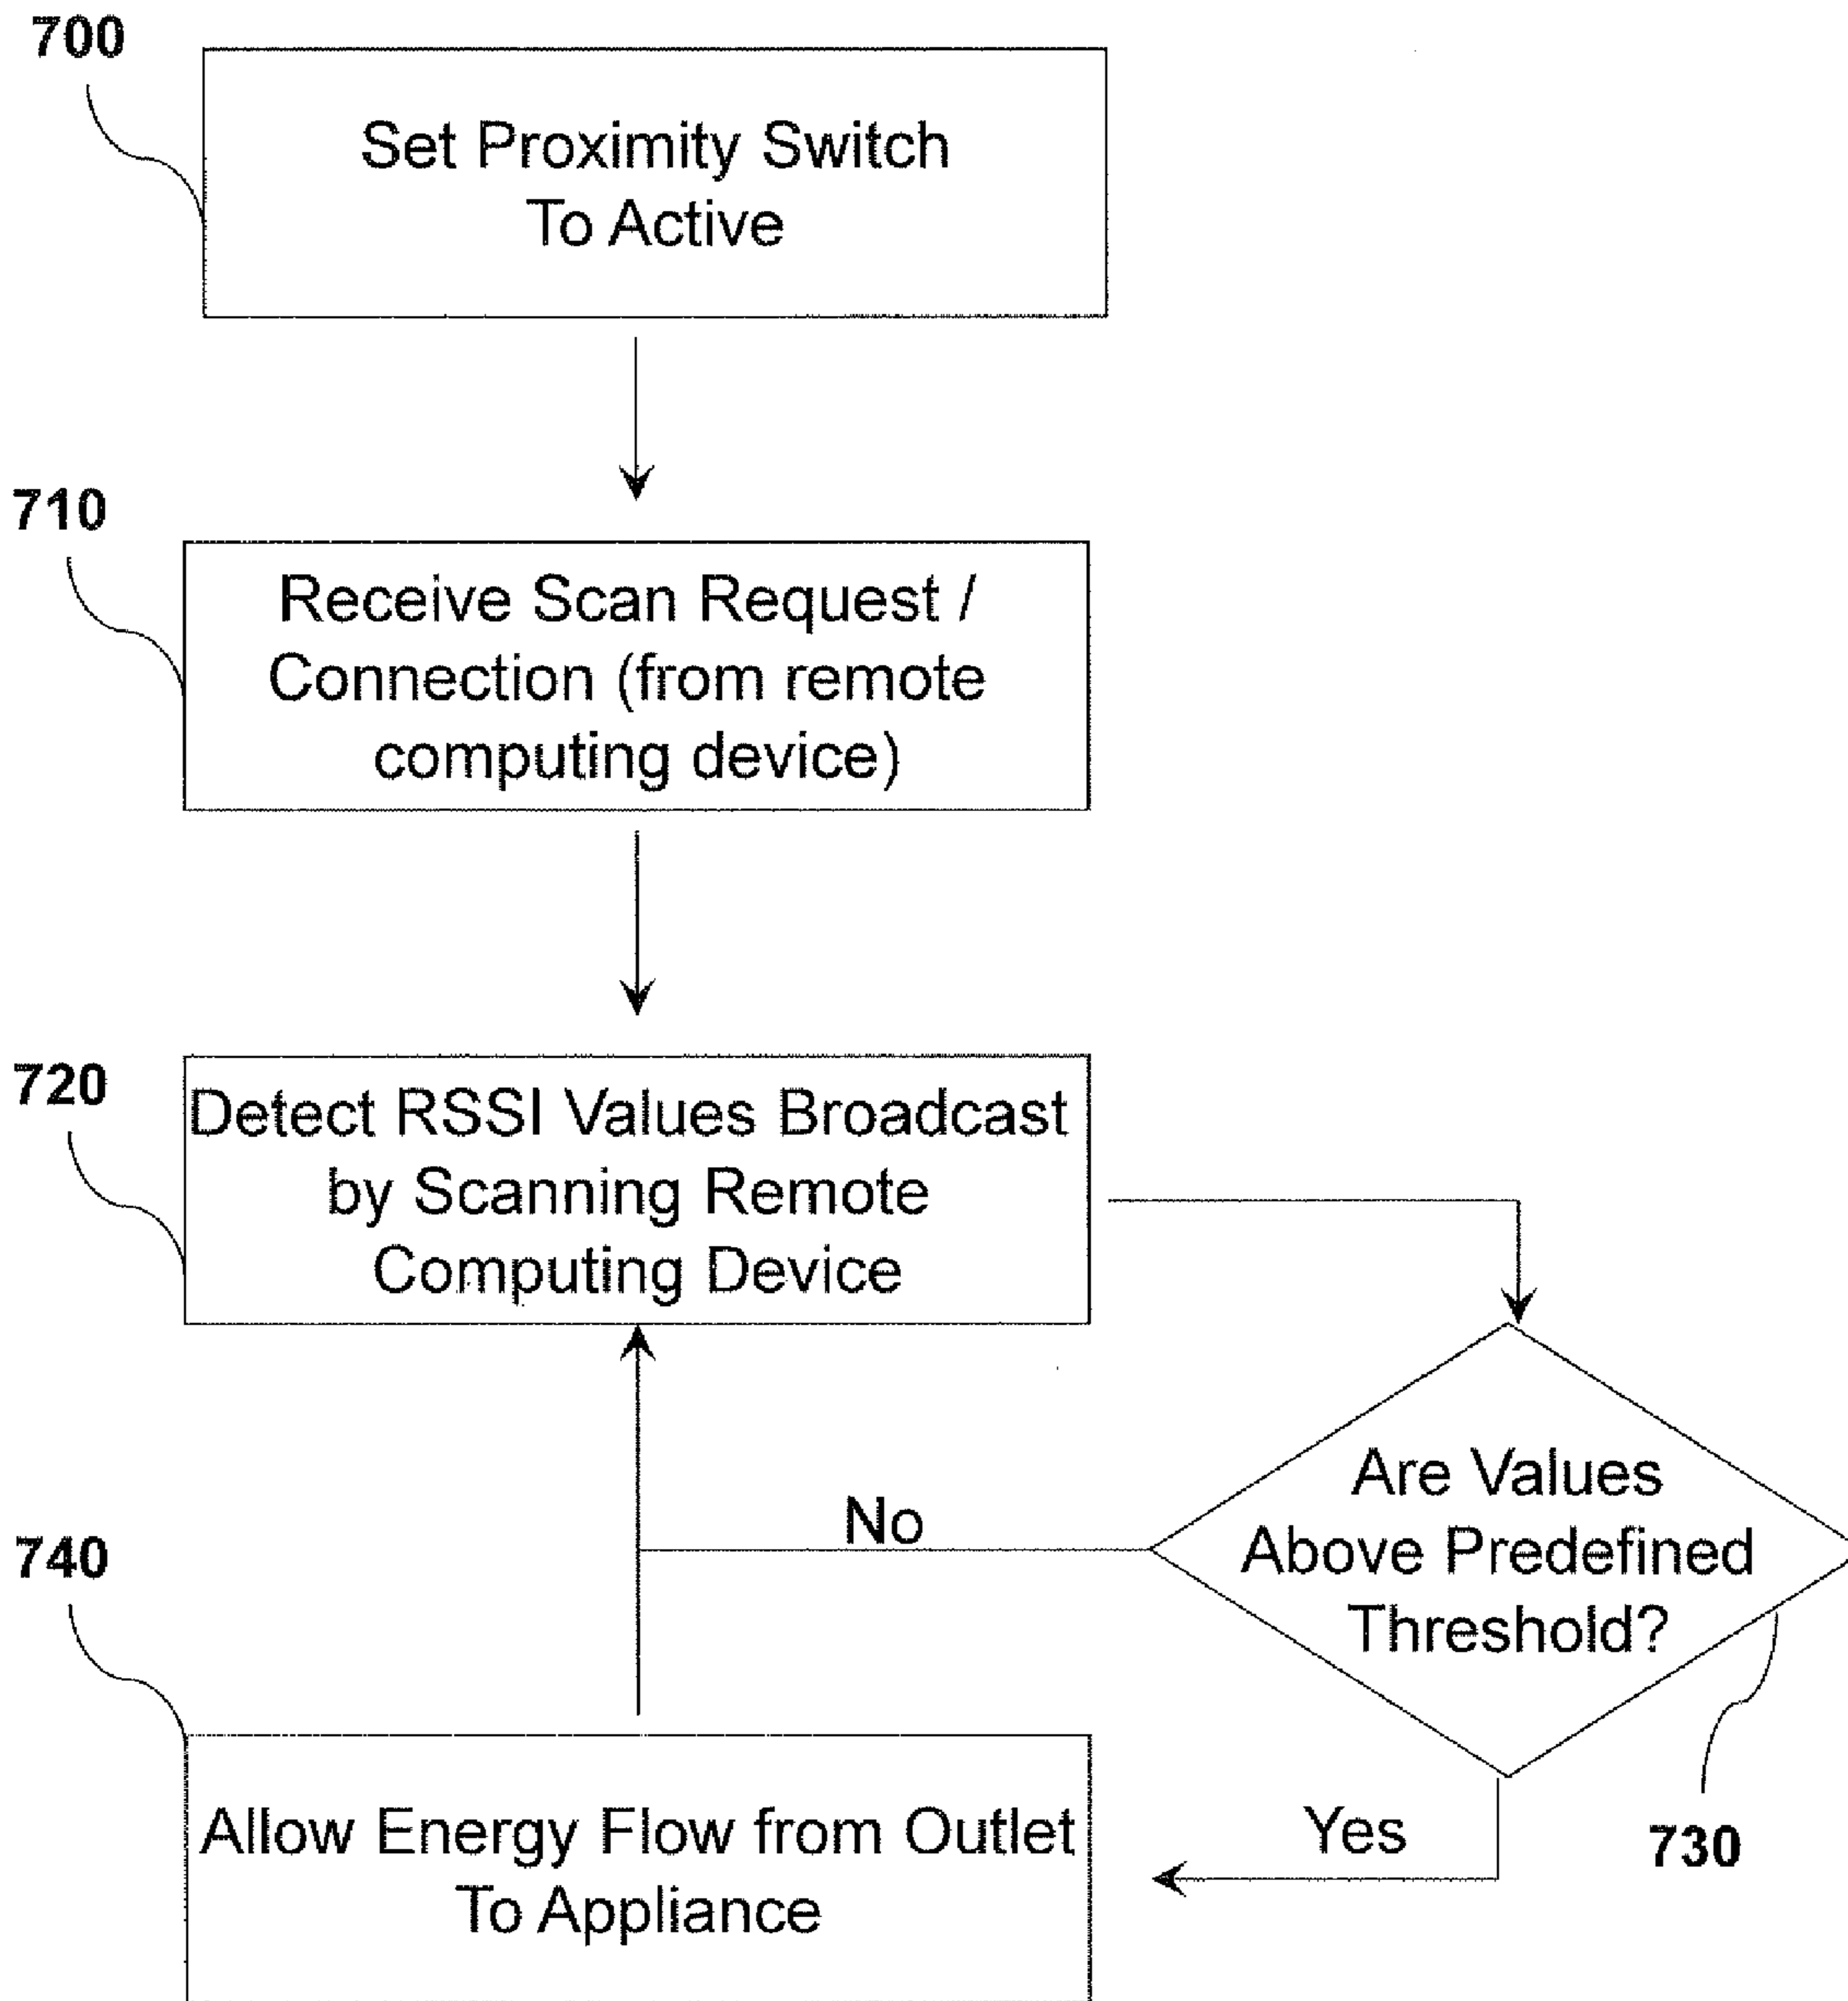 700
Set Proximity Switch
To Active
710
Receive Scan Request /
Connection (from remote
computing device)
720
Detect RSSI Values Broadcast
by Scanning Remote
Computing Device
Are Values
Above Predefined
Threshold?
No
740
Yes
730
Allow Energy Flow from Outlet
To Appliance